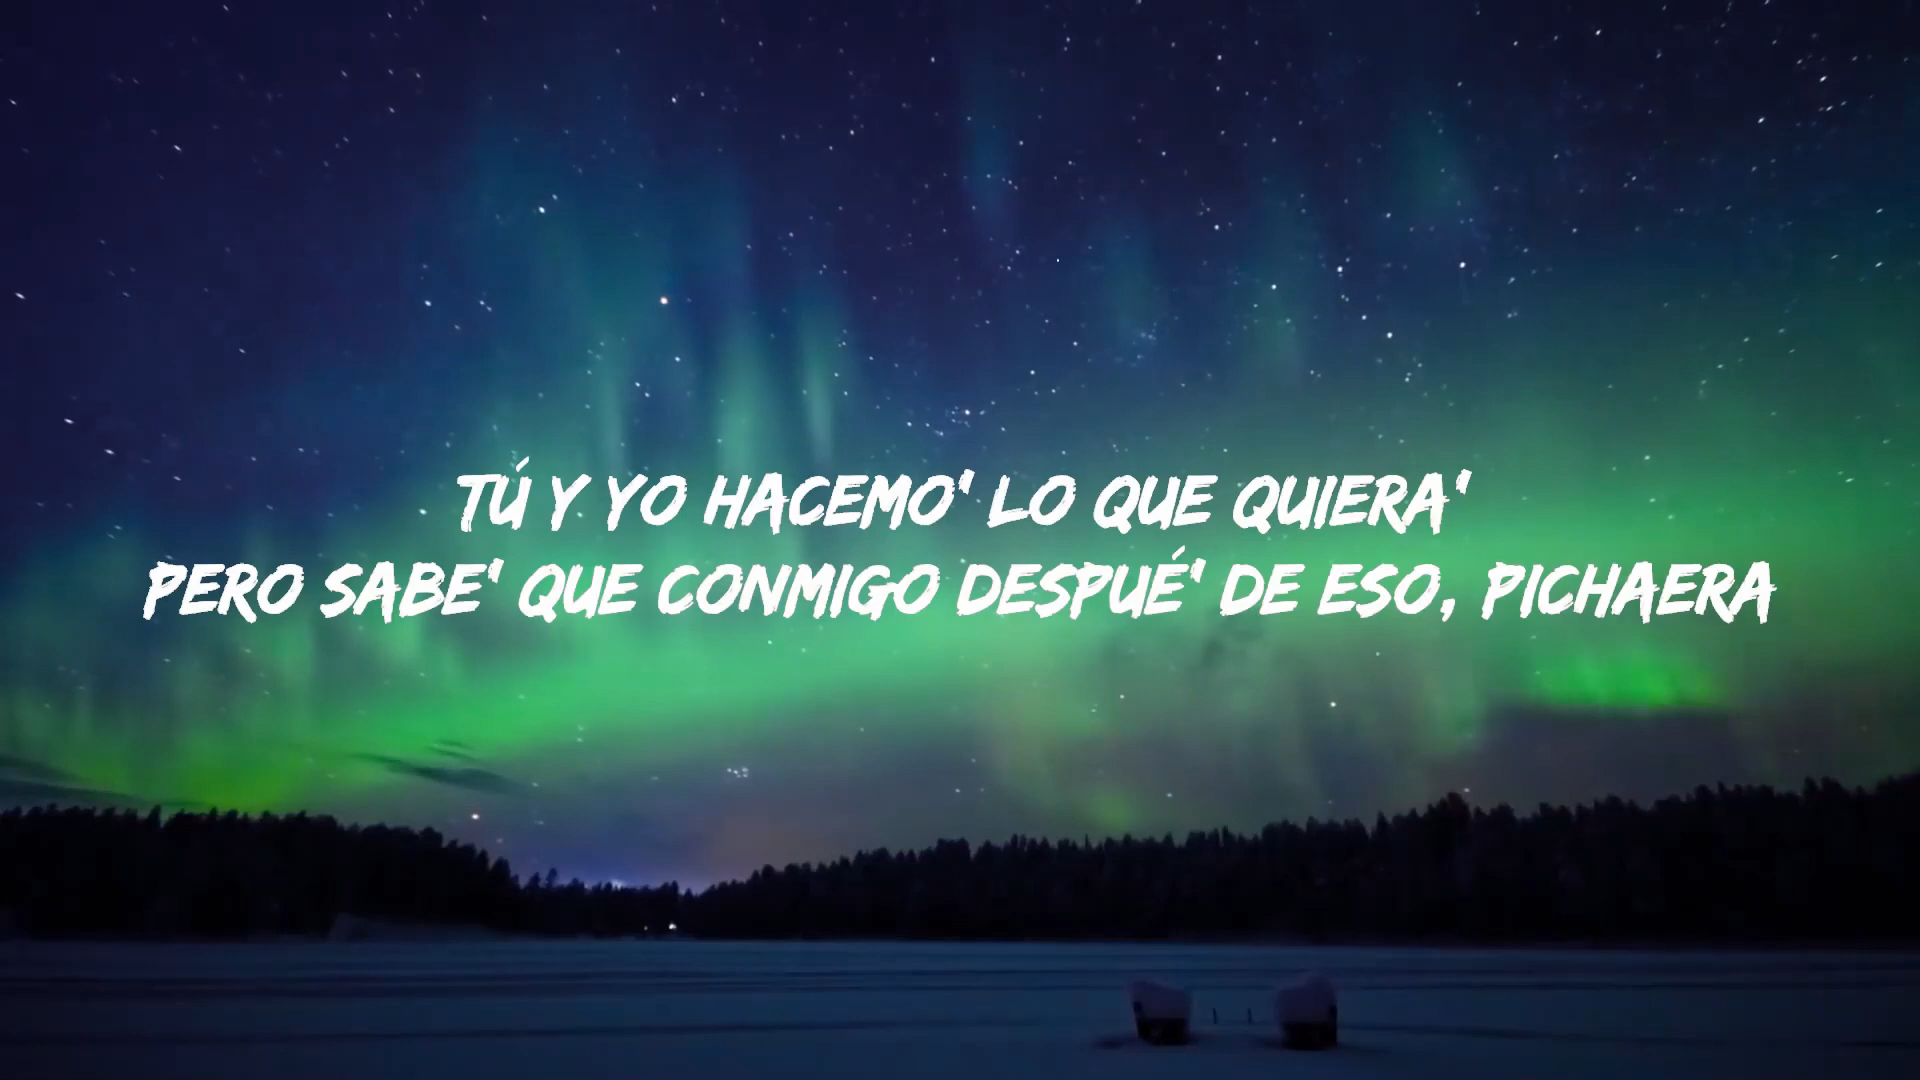 TÚ Y YO HACEMO' LO QUE QUIERA'
PERO SABE' QUE CONMIGO DESPUÉ' DE ESO, PICHAERA